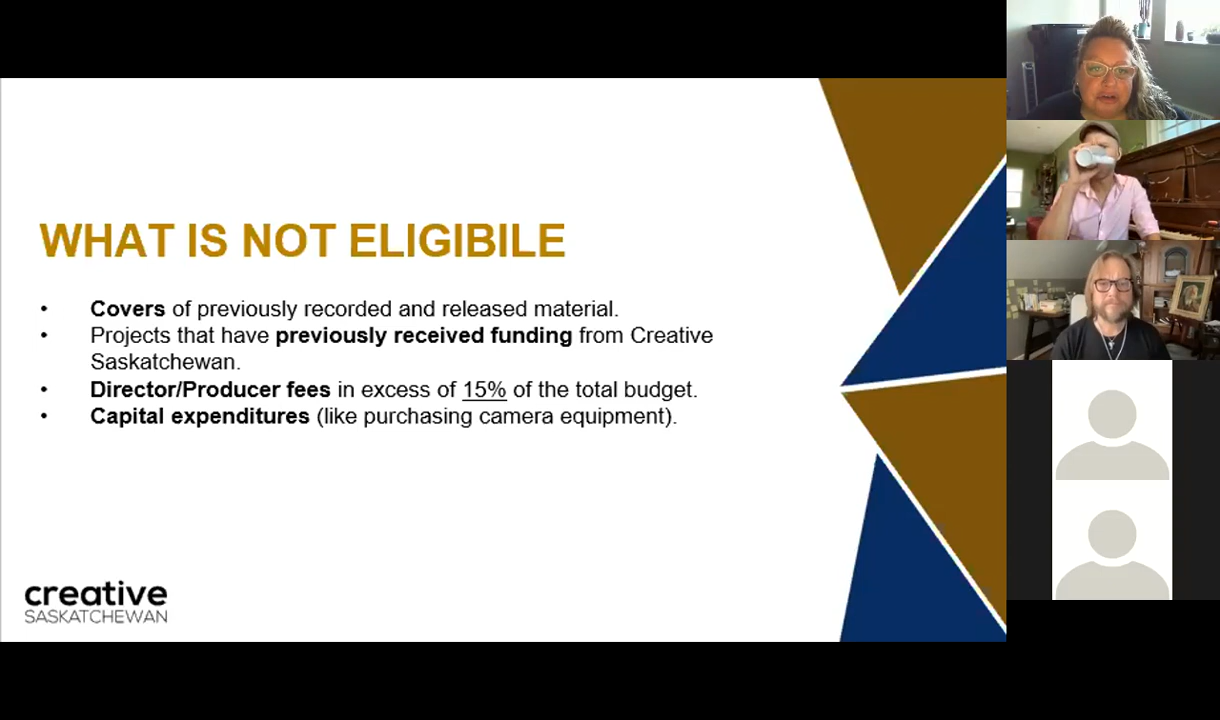 WHAT IS NOT ELIGIBILE
• Covers of previously recorded and released material.
• Projects that have previously received funding from Creative
Saskatchewan.
• Director/Producer fees in excess of 15% of the total budget.
• Capital expenditures (like purchasing camera equipment).
creative
SASKATCHEWAN